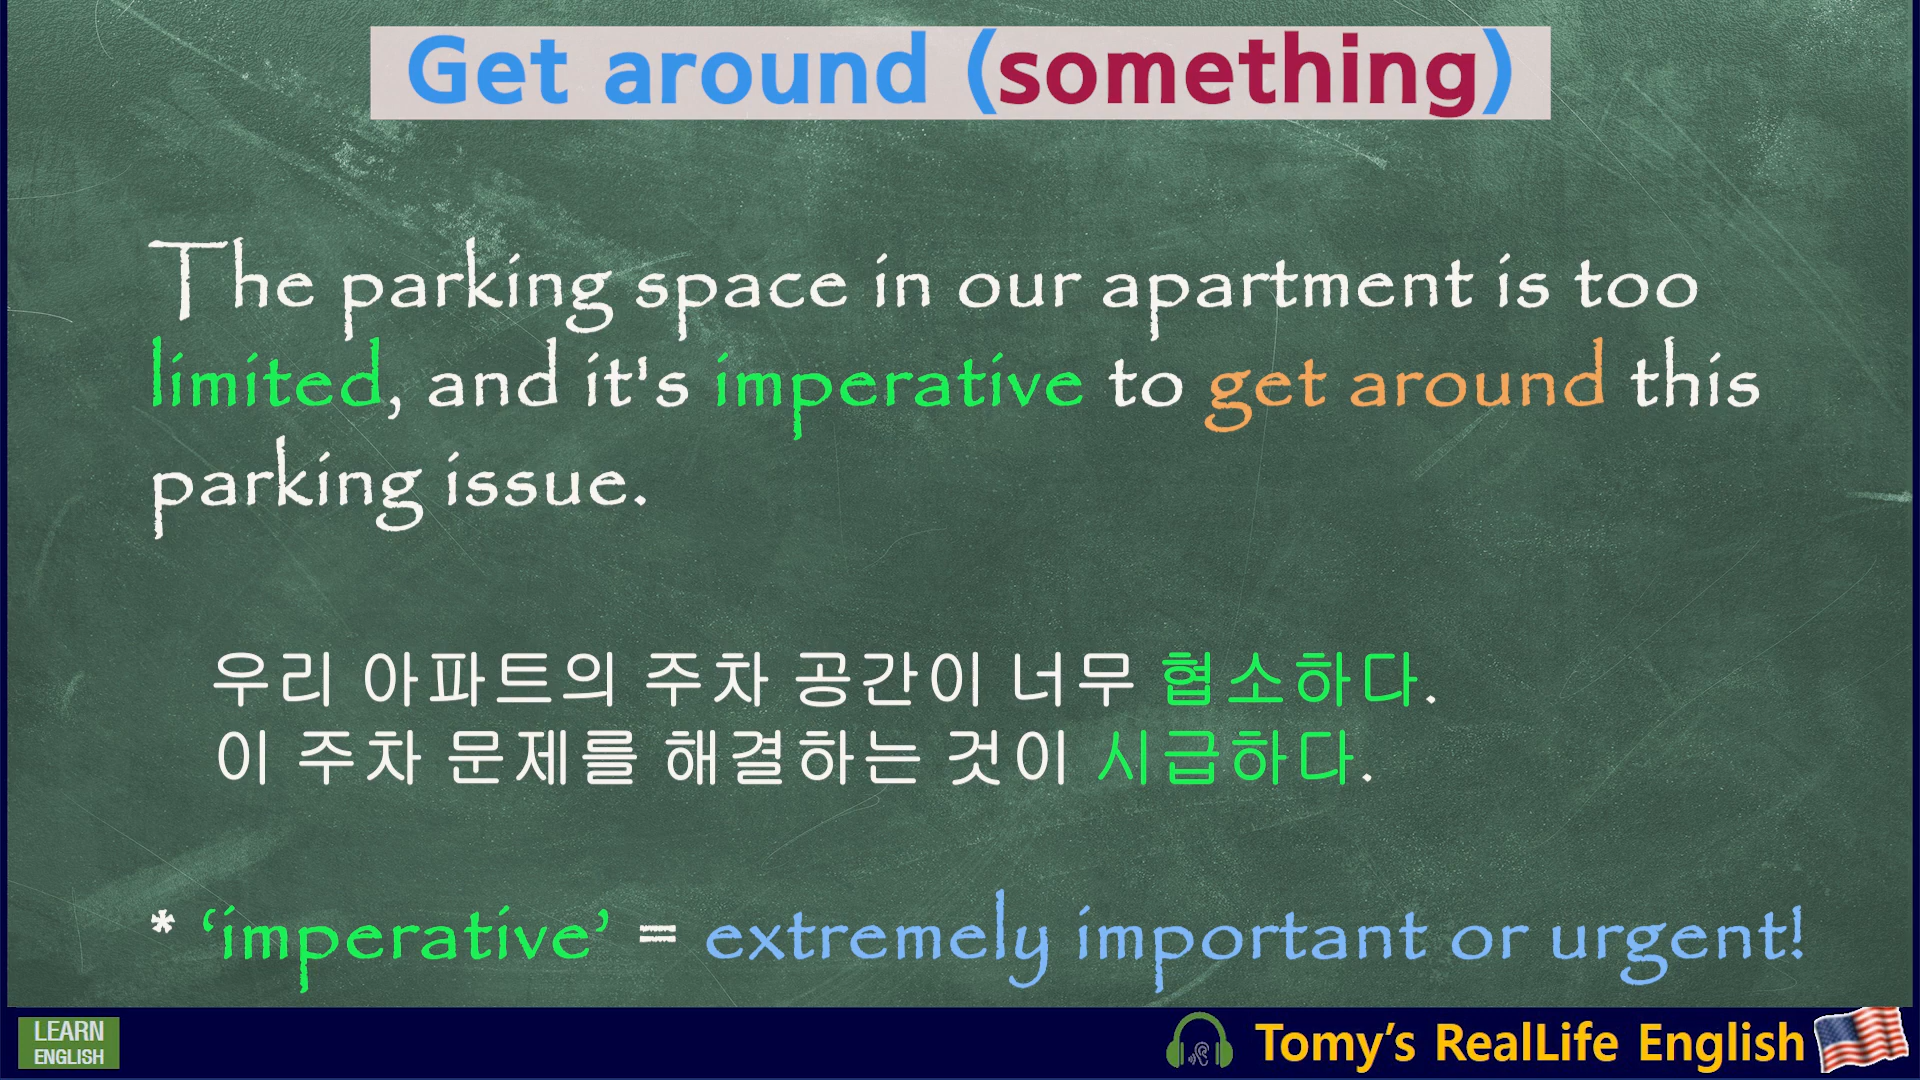 Get around (something)
The parking space in our apartment is too
limited, and it's imperative to get around this
parking issue.
우리 아파트의 주차 공간이 너무 협소하다.
이 주차 문제를 해결하는 것이 시급하다.
* ‘imperative’ = extremely important or urgent!
LEARN
ENGLISH
Tomy’s RealLife English